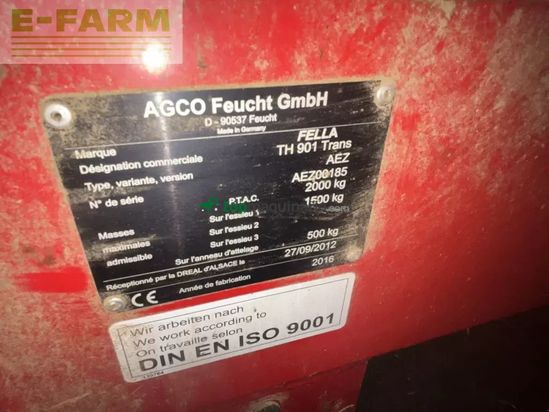 E-FARM
AGCO Feucht GmbH
D - 90537 Feucht
Made in Germany
Marque FELLA
Désignation commerciale TH 901 Trans
Type, variante, version AEZ
N° de série AEZ00185
P.T.A.C. 2000 kg
Masses Sur l'essieu 1 1500 kg
maximales Sur l'essieu 2
admissible Sur l'essieu 3
Sur l'anneau d'attelage 500 kg
Réceptionné par la DREAL d'ALSACE le 27/09/2012
CE Année de fabrication 2016
Wir arbeiten nach
We work according to
On travaille selon
DIN EN ISO 9001